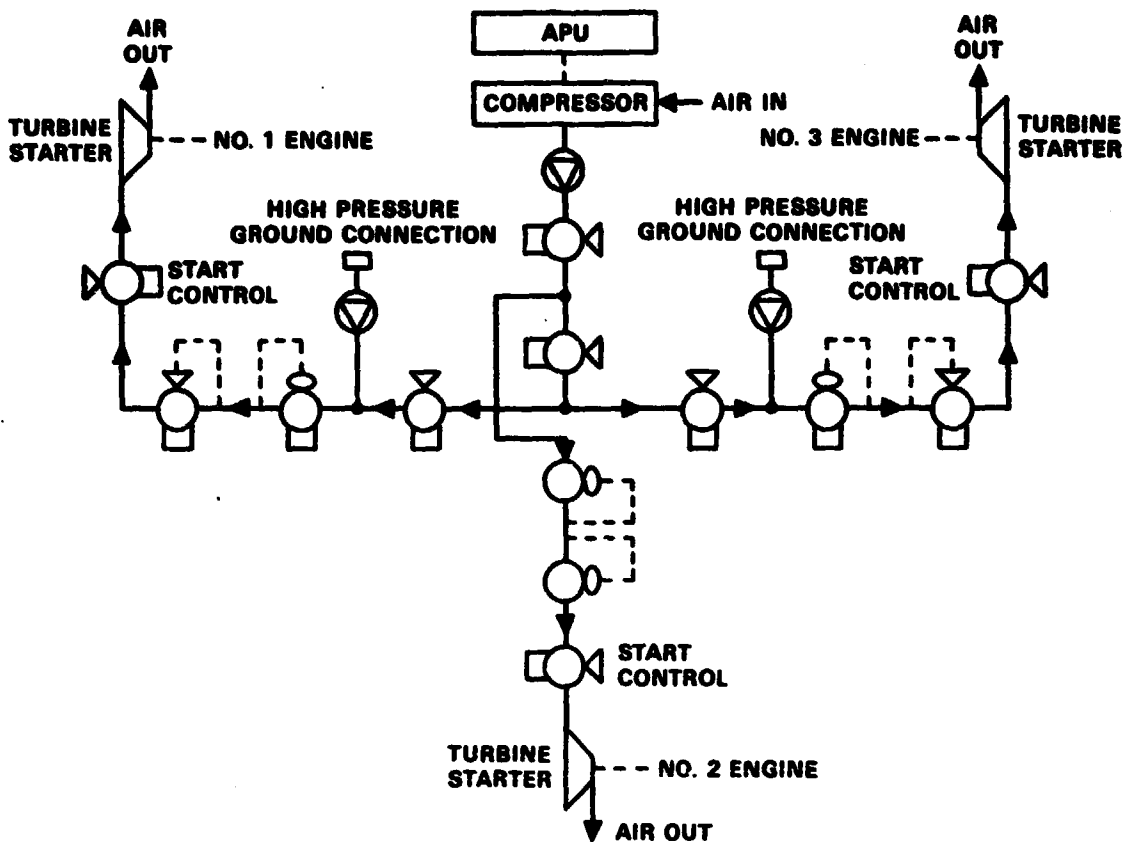 APU
COMPRESSOR
AIR IN
AIR
OUT
TURBINE
STARTER
NO. 1 ENGINE
HIGH PRESSURE
GROUND CONNECTION
START
CONTROL
AIR
OUT
NO. 3 ENGINE
TURBINE
STARTER
HIGH PRESSURE
GROUND CONNECTION
START
CONTROL
START
CONTROL
TURBINE
STARTER
NO. 2 ENGINE
AIR OUT